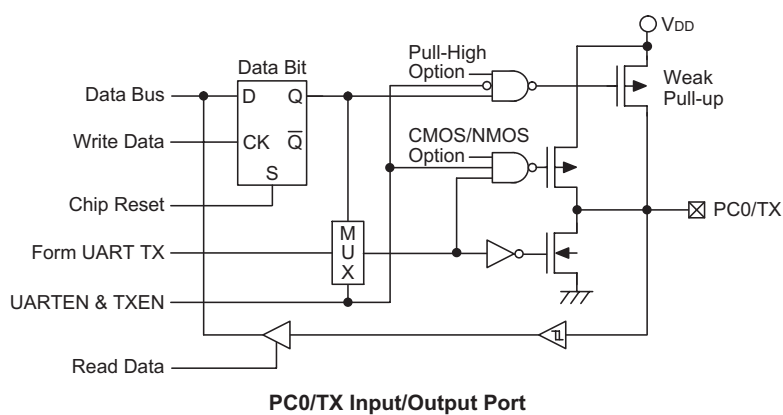 VDD
Pull-High
Option
Weak
Pull-up
Data Bit
Data Bus
D
Q
Write Data
CK
Q
CMOS/NMOS
Option
S
Chip Reset
PC0/TX
Form UART TX
M
U
X
UARTEN & TXEN
Read Data
PC0/TX Input/Output Port